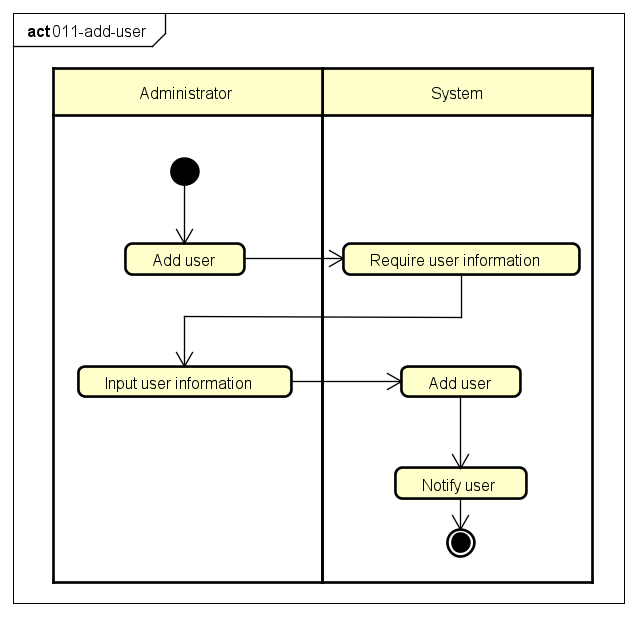 act 011-add-user
Administrator
System
Add user
Require user information
Input user information
Add user
Notify user